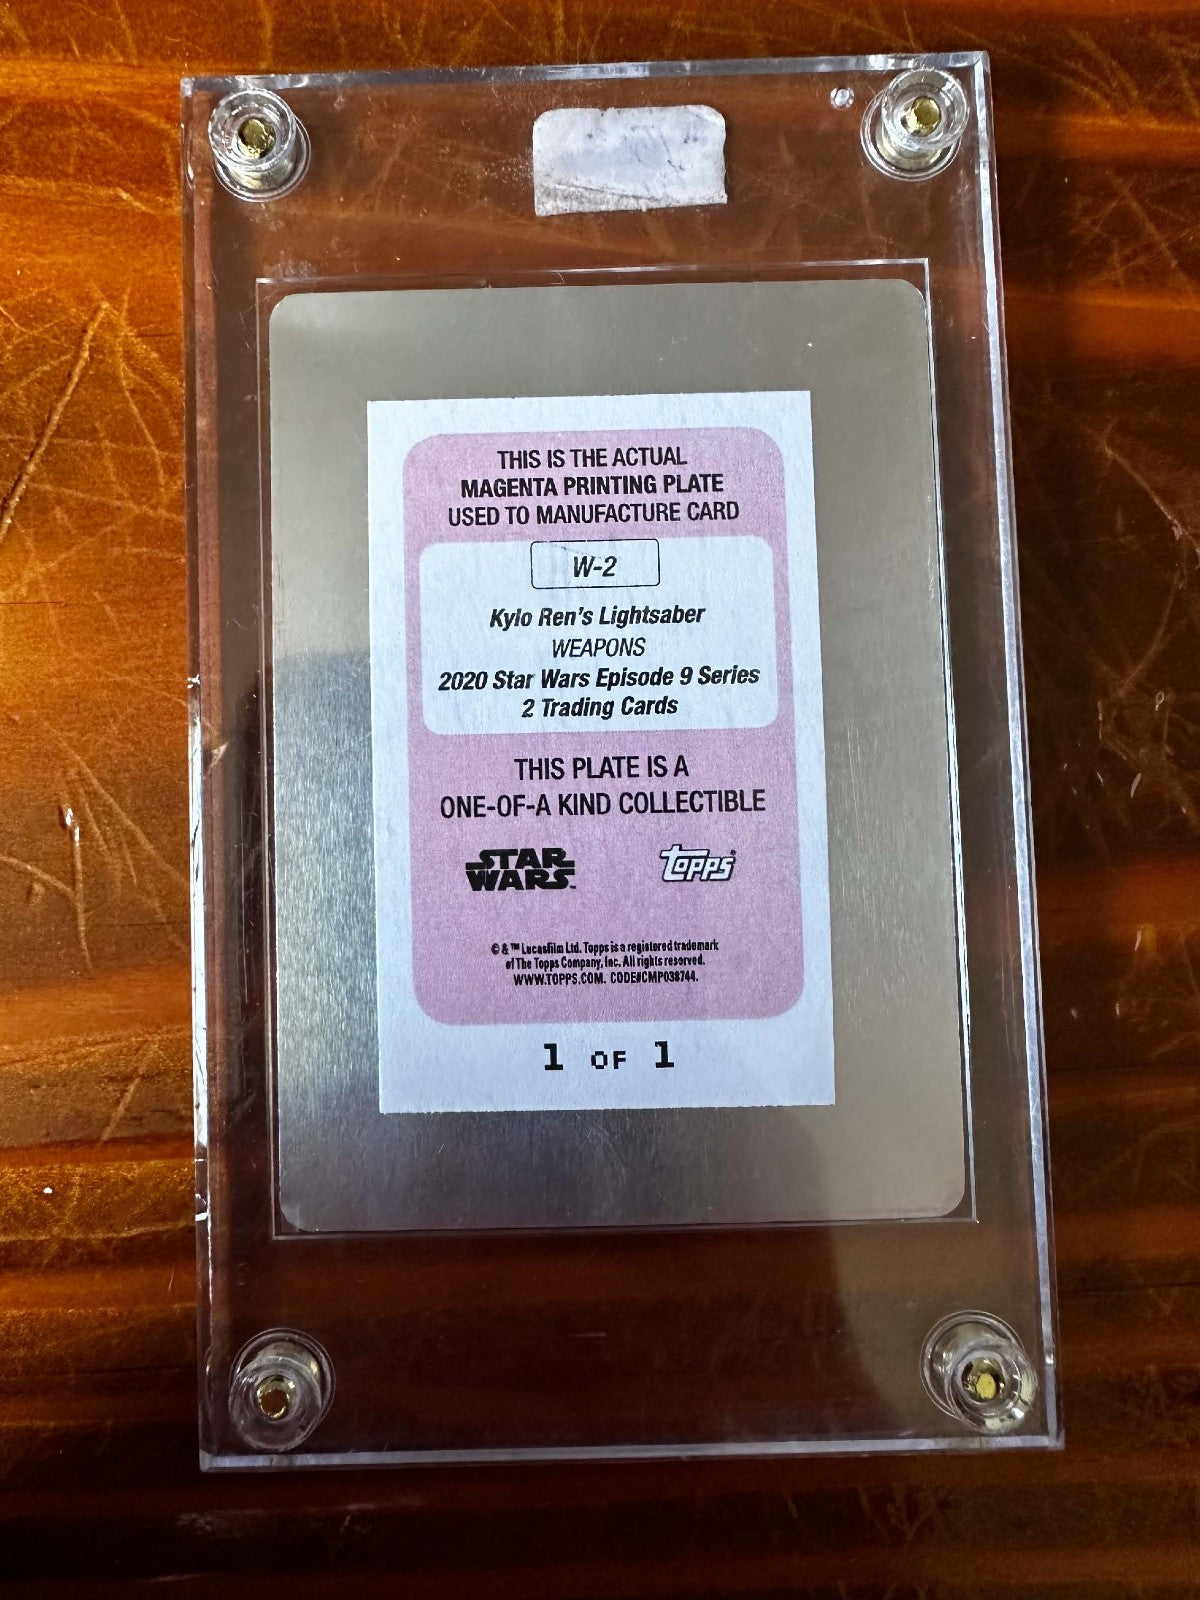 THIS IS THE ACTUAL
MAGENTA PRINTING PLATE
USED TO MANUFACTURE CARD
W-2
Kylo Ren's Lightsaber
WEAPONS
2020 Star Wars Episode 9 Series
2 Trading Cards
THIS PLATE IS A
ONE-OF-A KIND COLLECTIBLE
STAR
WARS
topps
© & ™ Lucasfilm Ltd. Topps is a registered trademark
of The Topps Company, Inc. All rights reserved.
WWW.TOPPS.COM. CODE#CMP038744.
1 OF 1